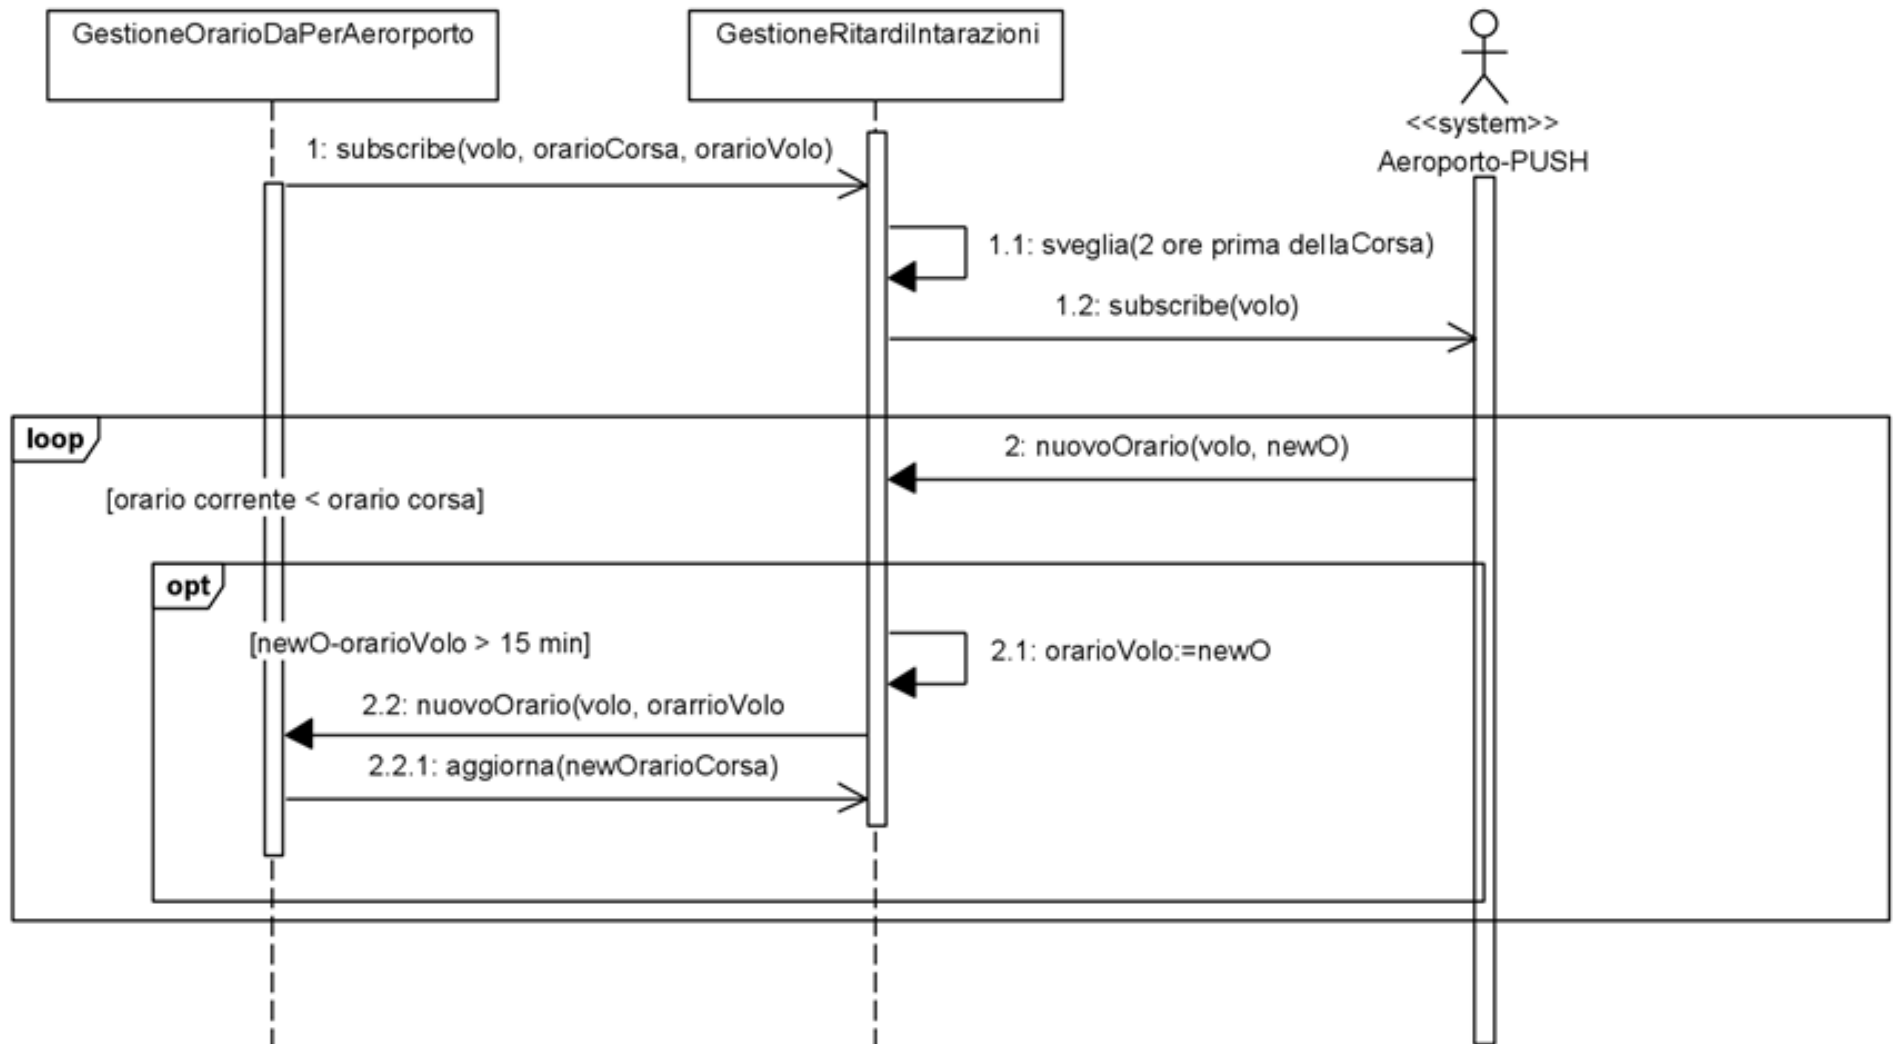 GestioneOrarioDaPerAerorporto
GestioneRitardiIntarazioni
<<system>>
Aeroporto-PUSH
1: subscribe(volo, orarioCorsa, orarioVolo)
1.1: sveglia(2 ore prima dellaCorsa)
1.2: subscribe(volo)
loop
2: nuovoOrario(volo, newO)
[orario corrente < orario corsa]
opt
[newO-orarioVolo > 15 min]
2.1: orarioVolo:=newO
2.2: nuovoOrario(volo, orarrioVolo
2.2.1: aggiorna(newOrarioCorsa)